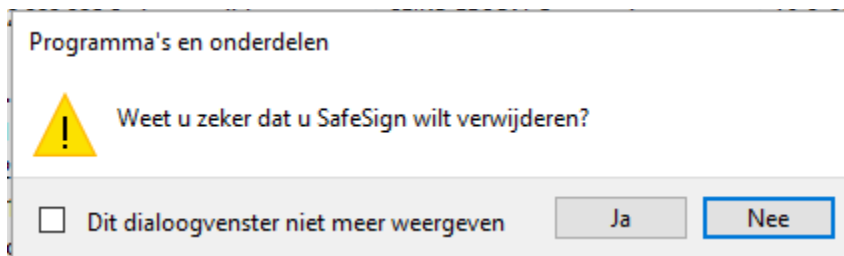 Programma's en onderdelen
Weet u zeker dat u SafeSign wilt verwijderen?
Dit dialoogvenster niet meer weergeven
Ja
Nee